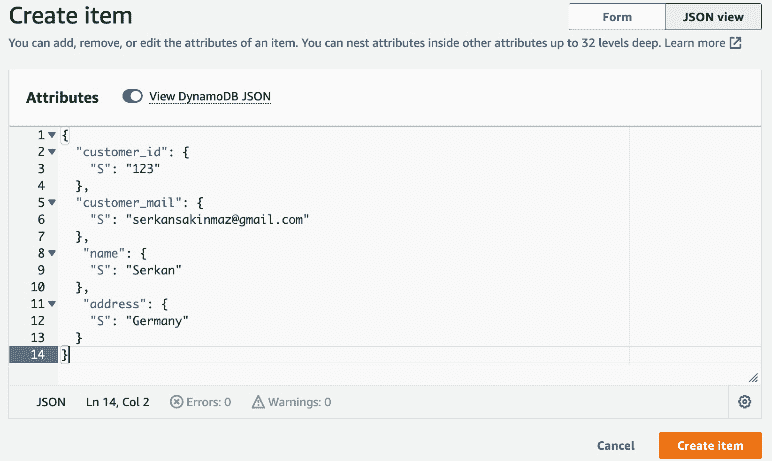 Create item
Form
JSON view
You can add, remove, or edit the attributes of an item. You can nest attributes inside other attributes up to 32 levels deep. Learn more
Attributes
View DynamoDB JSON
1 {
2 "customer_id": {
3 "S": "123"
4 },
5 "customer_mail": {
6 "S": "serkansakinmaz@gmail.com"
7 },
8 "name": {
9 "S": "Serkan"
10 },
11 "address": {
12 "S": "Germany"
13 }
14 }
JSON Ln 14, Col 2 Errors: 0 Warnings: 0
Cancel
Create item